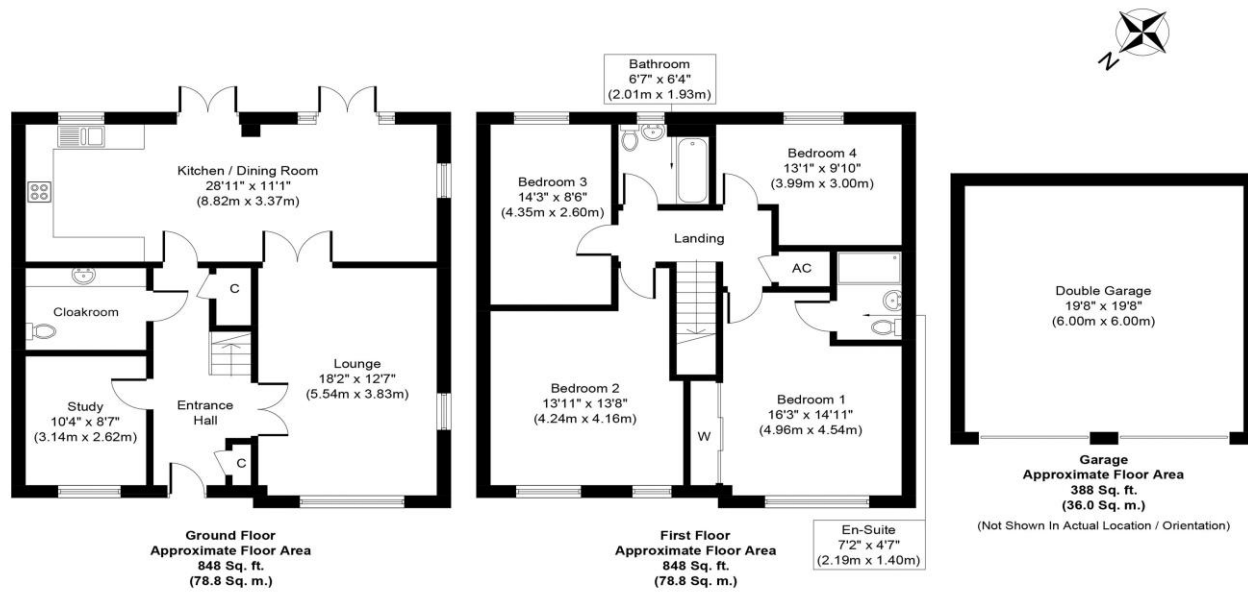 N
Kitchen / Dining Room
28'11" x 11'1"
(8.82m x 3.37m)
Cloakroom
C
Lounge
18'2" x 12'7"
(5.54m x 3.83m)
Study
10'4" x 8'7"
(3.14m x 2.62m)
Entrance
Hall
C
Ground Floor
Approximate Floor Area
848 Sq. ft.
(78.8 Sq. m.)
Bathroom
6'7" x 6'4"
(2.01m x 1.93m)
Bedroom 3
14'3" x 8'6"
(4.35m x 2.60m)
Bedroom 4
13'1" x 9'10"
(3.99m x 3.00m)
Landing
AC
Bedroom 2
13'11" x 13'8"
(4.24m x 4.16m)
W
Bedroom 1
16'3" x 14'11"
(4.96m x 4.54m)
En-Suite
7'2" x 4'7"
(2.19m x 1.40m)
First Floor
Approximate Floor Area
848 Sq. ft.
(78.8 Sq. m.)
Double Garage
19'8" x 19'8"
(6.00m x 6.00m)
Garage
Approximate Floor Area
388 Sq. ft.
(36.0 Sq. m.)
(Not Shown In Actual Location / Orientation)